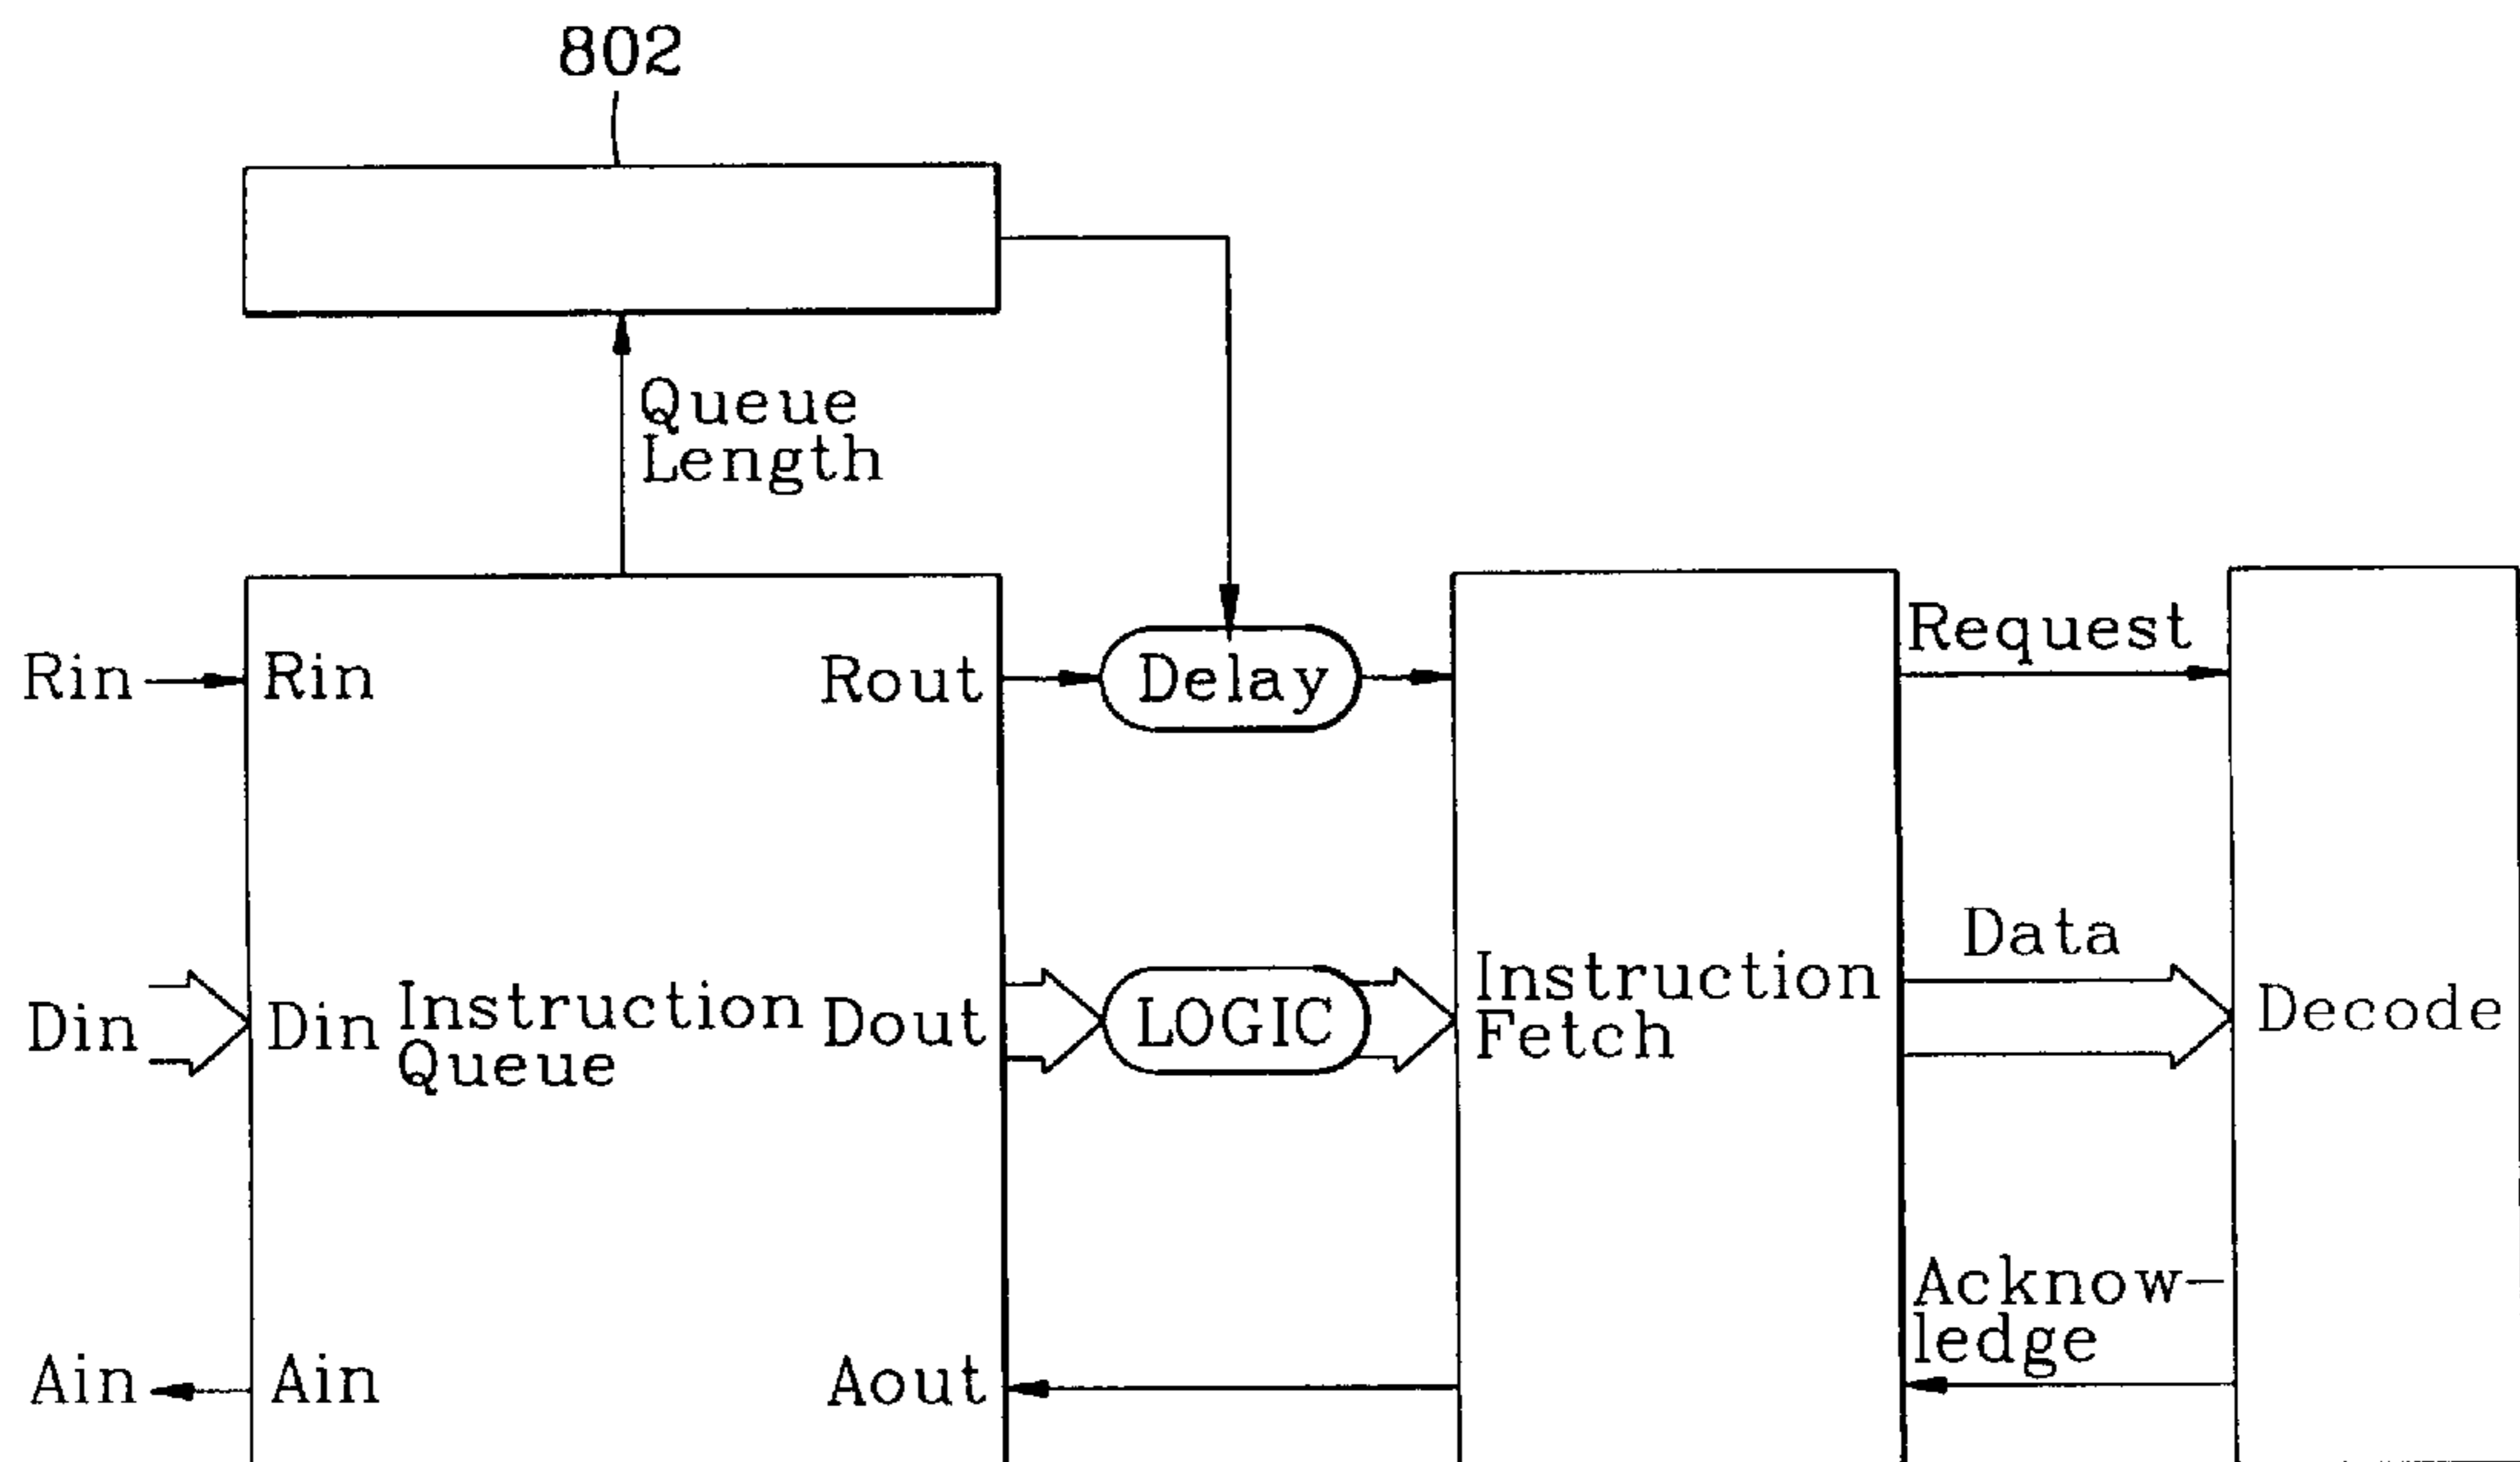 802
Queue
Length
Rin
Rin
Rout
Delay
Request
Din
Din
Instruction
Queue
Dout
LOGIC
Instruction
Fetch
Data
Decode
Ain
Ain
Aout
Acknow-
ledge